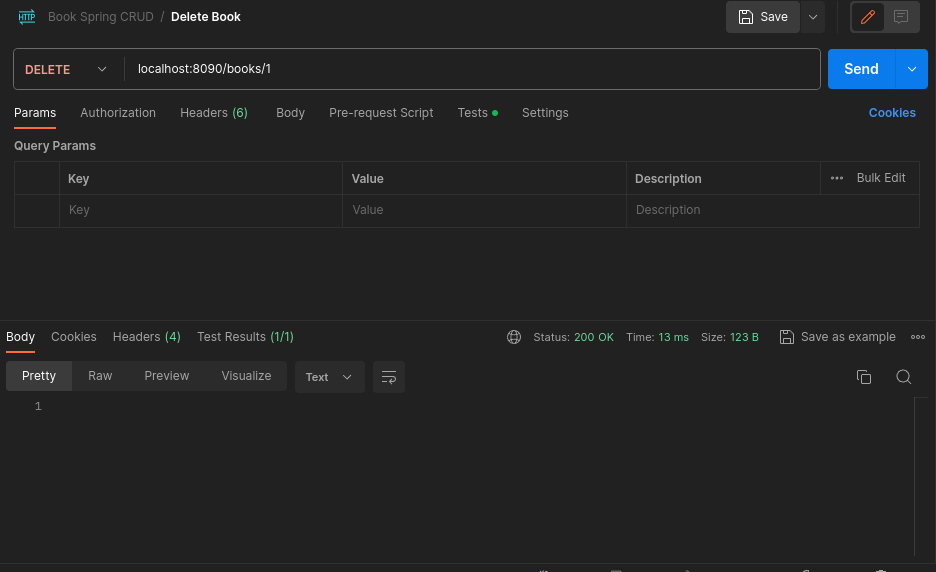 HTTP Book Spring CRUD / Delete Book Save
DELETE localhost:8090/books/1 Send
Params Authorization Headers (6) Body Pre-request Script Tests Settings Cookies
Query Params
Key Value Description Bulk Edit
Key Value Description
Body Cookies Headers (4) Test Results (1/1) Status: 200 OK Time: 13 ms Size: 123 B Save as example
Pretty Raw Preview Visualize Text
1